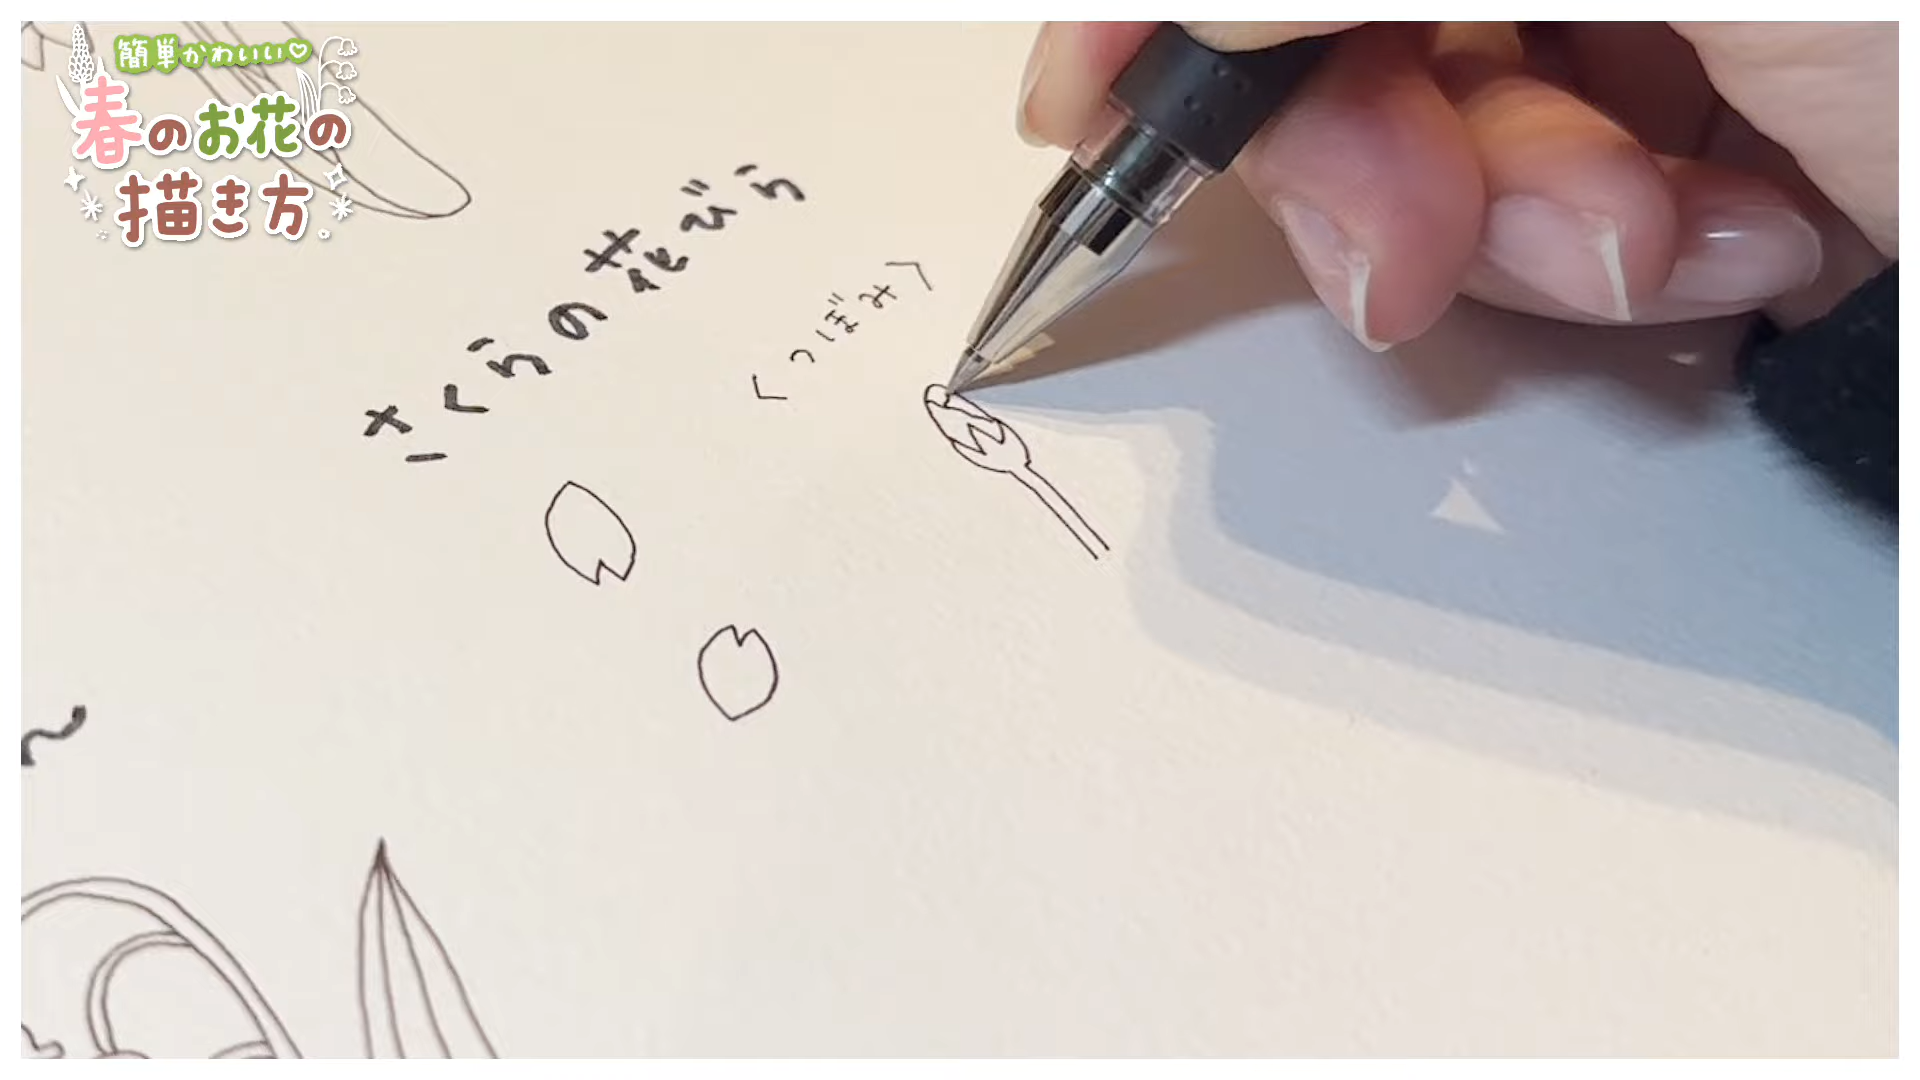 簡単かわいい♡
春のお花の
描き方
さくらの花びら
<つぼみ>